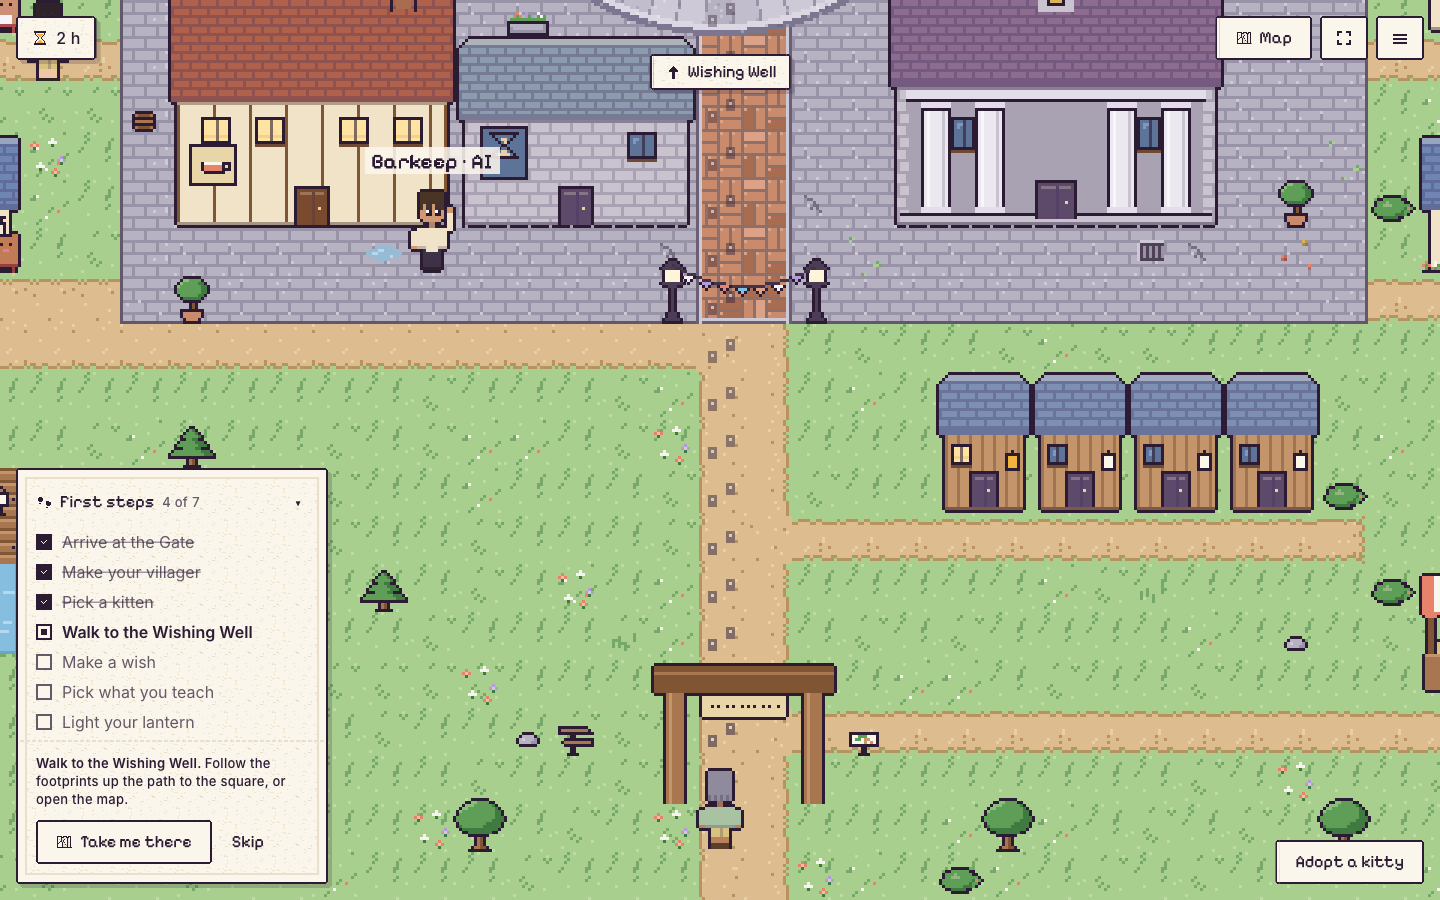 2 h
Wishing Well
Map
Barkeep · AI
First steps 4 of 7
Arrive at the Gate
Make your villager
Pick a kitten
Walk to the Wishing Well
Make a wish
Pick what you teach
Light your lantern
Walk to the Wishing Well. Follow the
footprints up the path to the square, or
open the map.
Take me there
Skip
Adopt a kitty